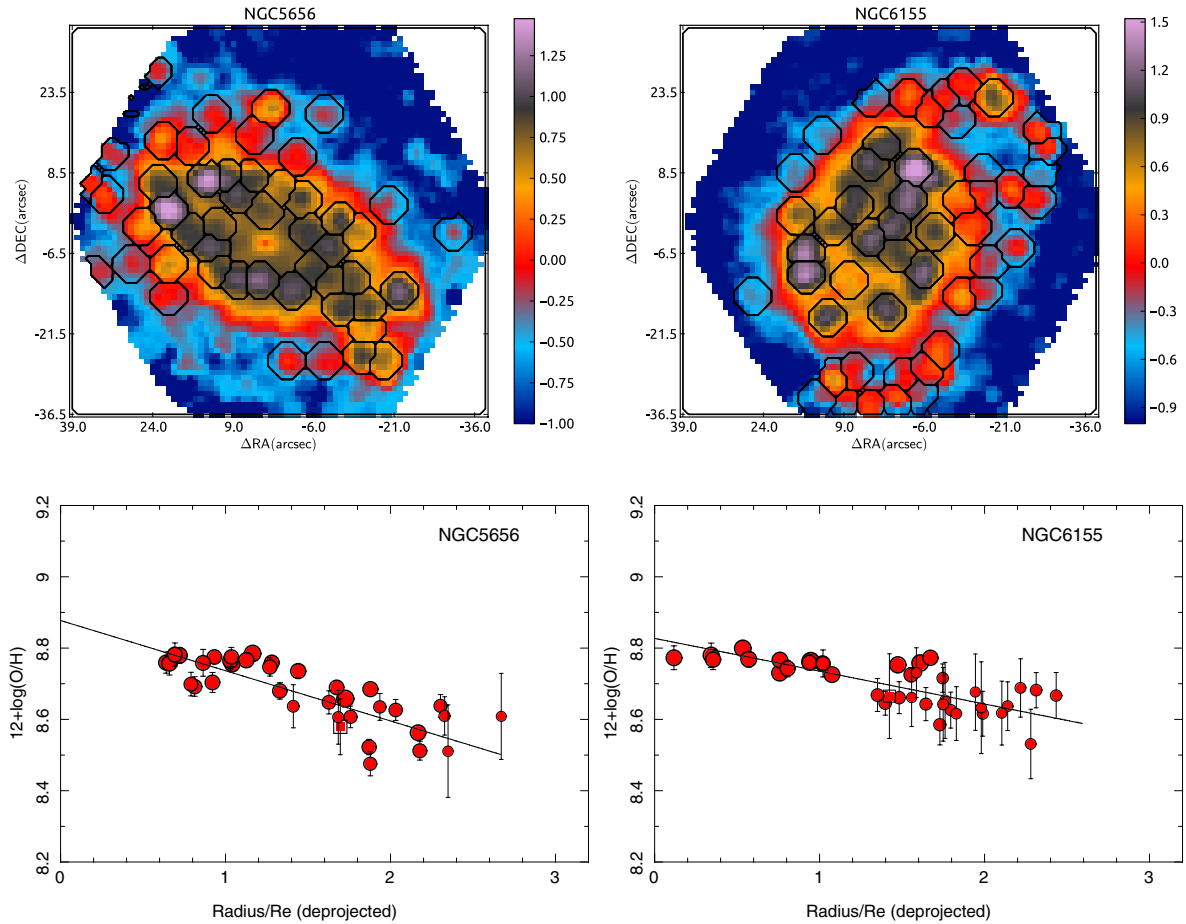 NGC5656
NGC6155
23.5
8.5
−6.5
−21.5
−36.5
ΔDEC(arcsec)
39.0 24.0 9.0 −6.0 −21.0 −36.0
ΔRA(arcsec)
1.25
1.00
0.75
0.50
0.25
0.00
−0.25
−0.50
−0.75
−1.00
23.5
8.5
−6.5
−21.5
−36.5
ΔDEC(arcsec)
39.0 24.0 9.0 −6.0 −21.0 −36.0
ΔRA(arcsec)
1.5
1.2
0.9
0.6
0.3
0.0
−0.3
−0.6
−0.9
NGC5656
12+log(O/H)
9.2
9
8.8
8.6
8.4
8.2
0 1 2 3
Radius/Re (deprojected)
NGC6155
12+log(O/H)
9.2
9
8.8
8.6
8.4
8.2
0 1 2 3
Radius/Re (deprojected)